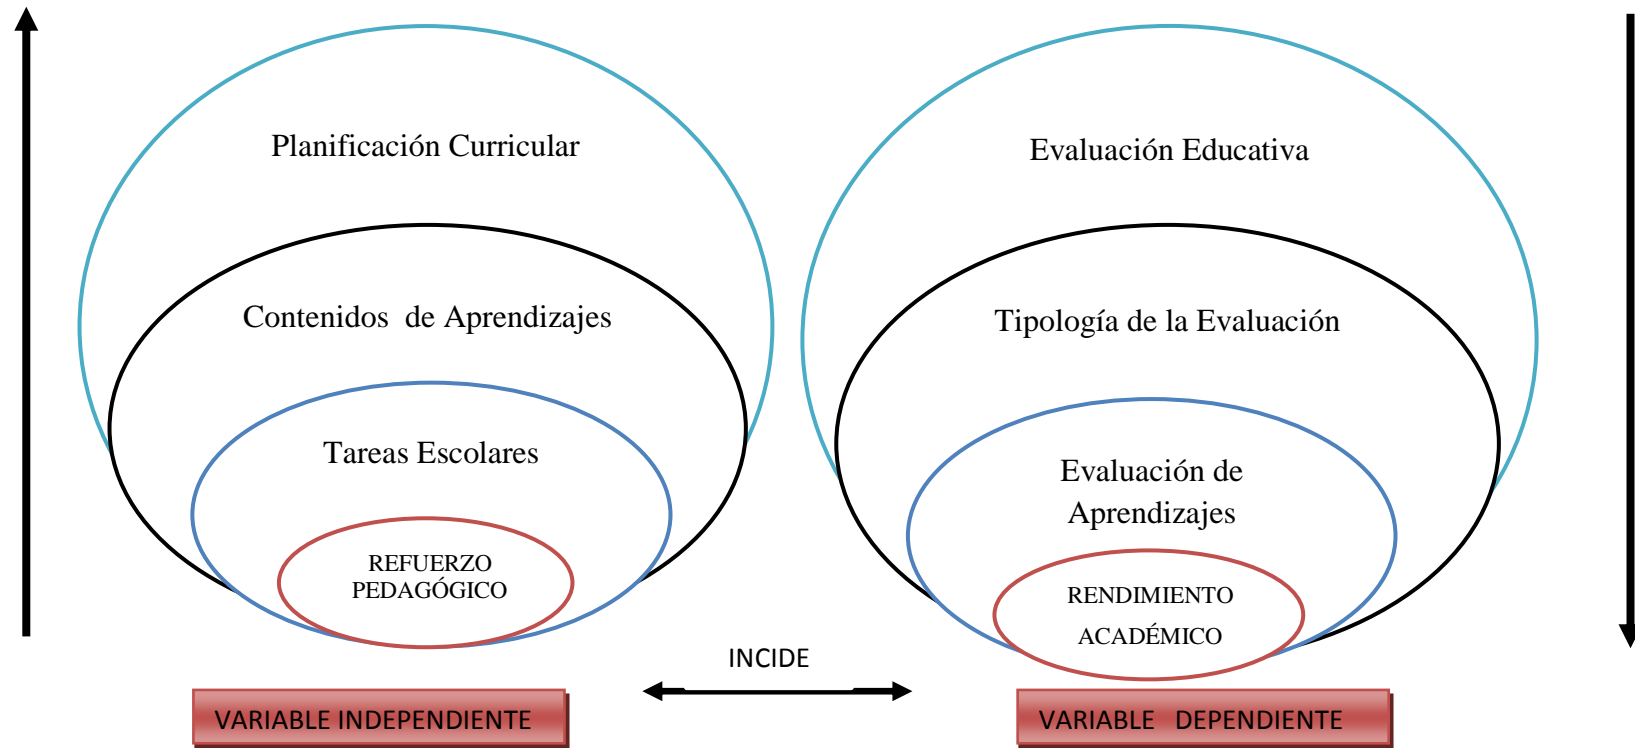 Planificación Curricular
Contenidos de Aprendizajes
Tareas Escolares
REFUERZO
PEDAGÓGICO
VARIABLE INDEPENDIENTE
INCIDE
Evaluación Educativa
Tipología de la Evaluación
Evaluación de
Aprendizajes
RENDIMIENTO
ACADÉMICO
VARIABLE DEPENDIENTE